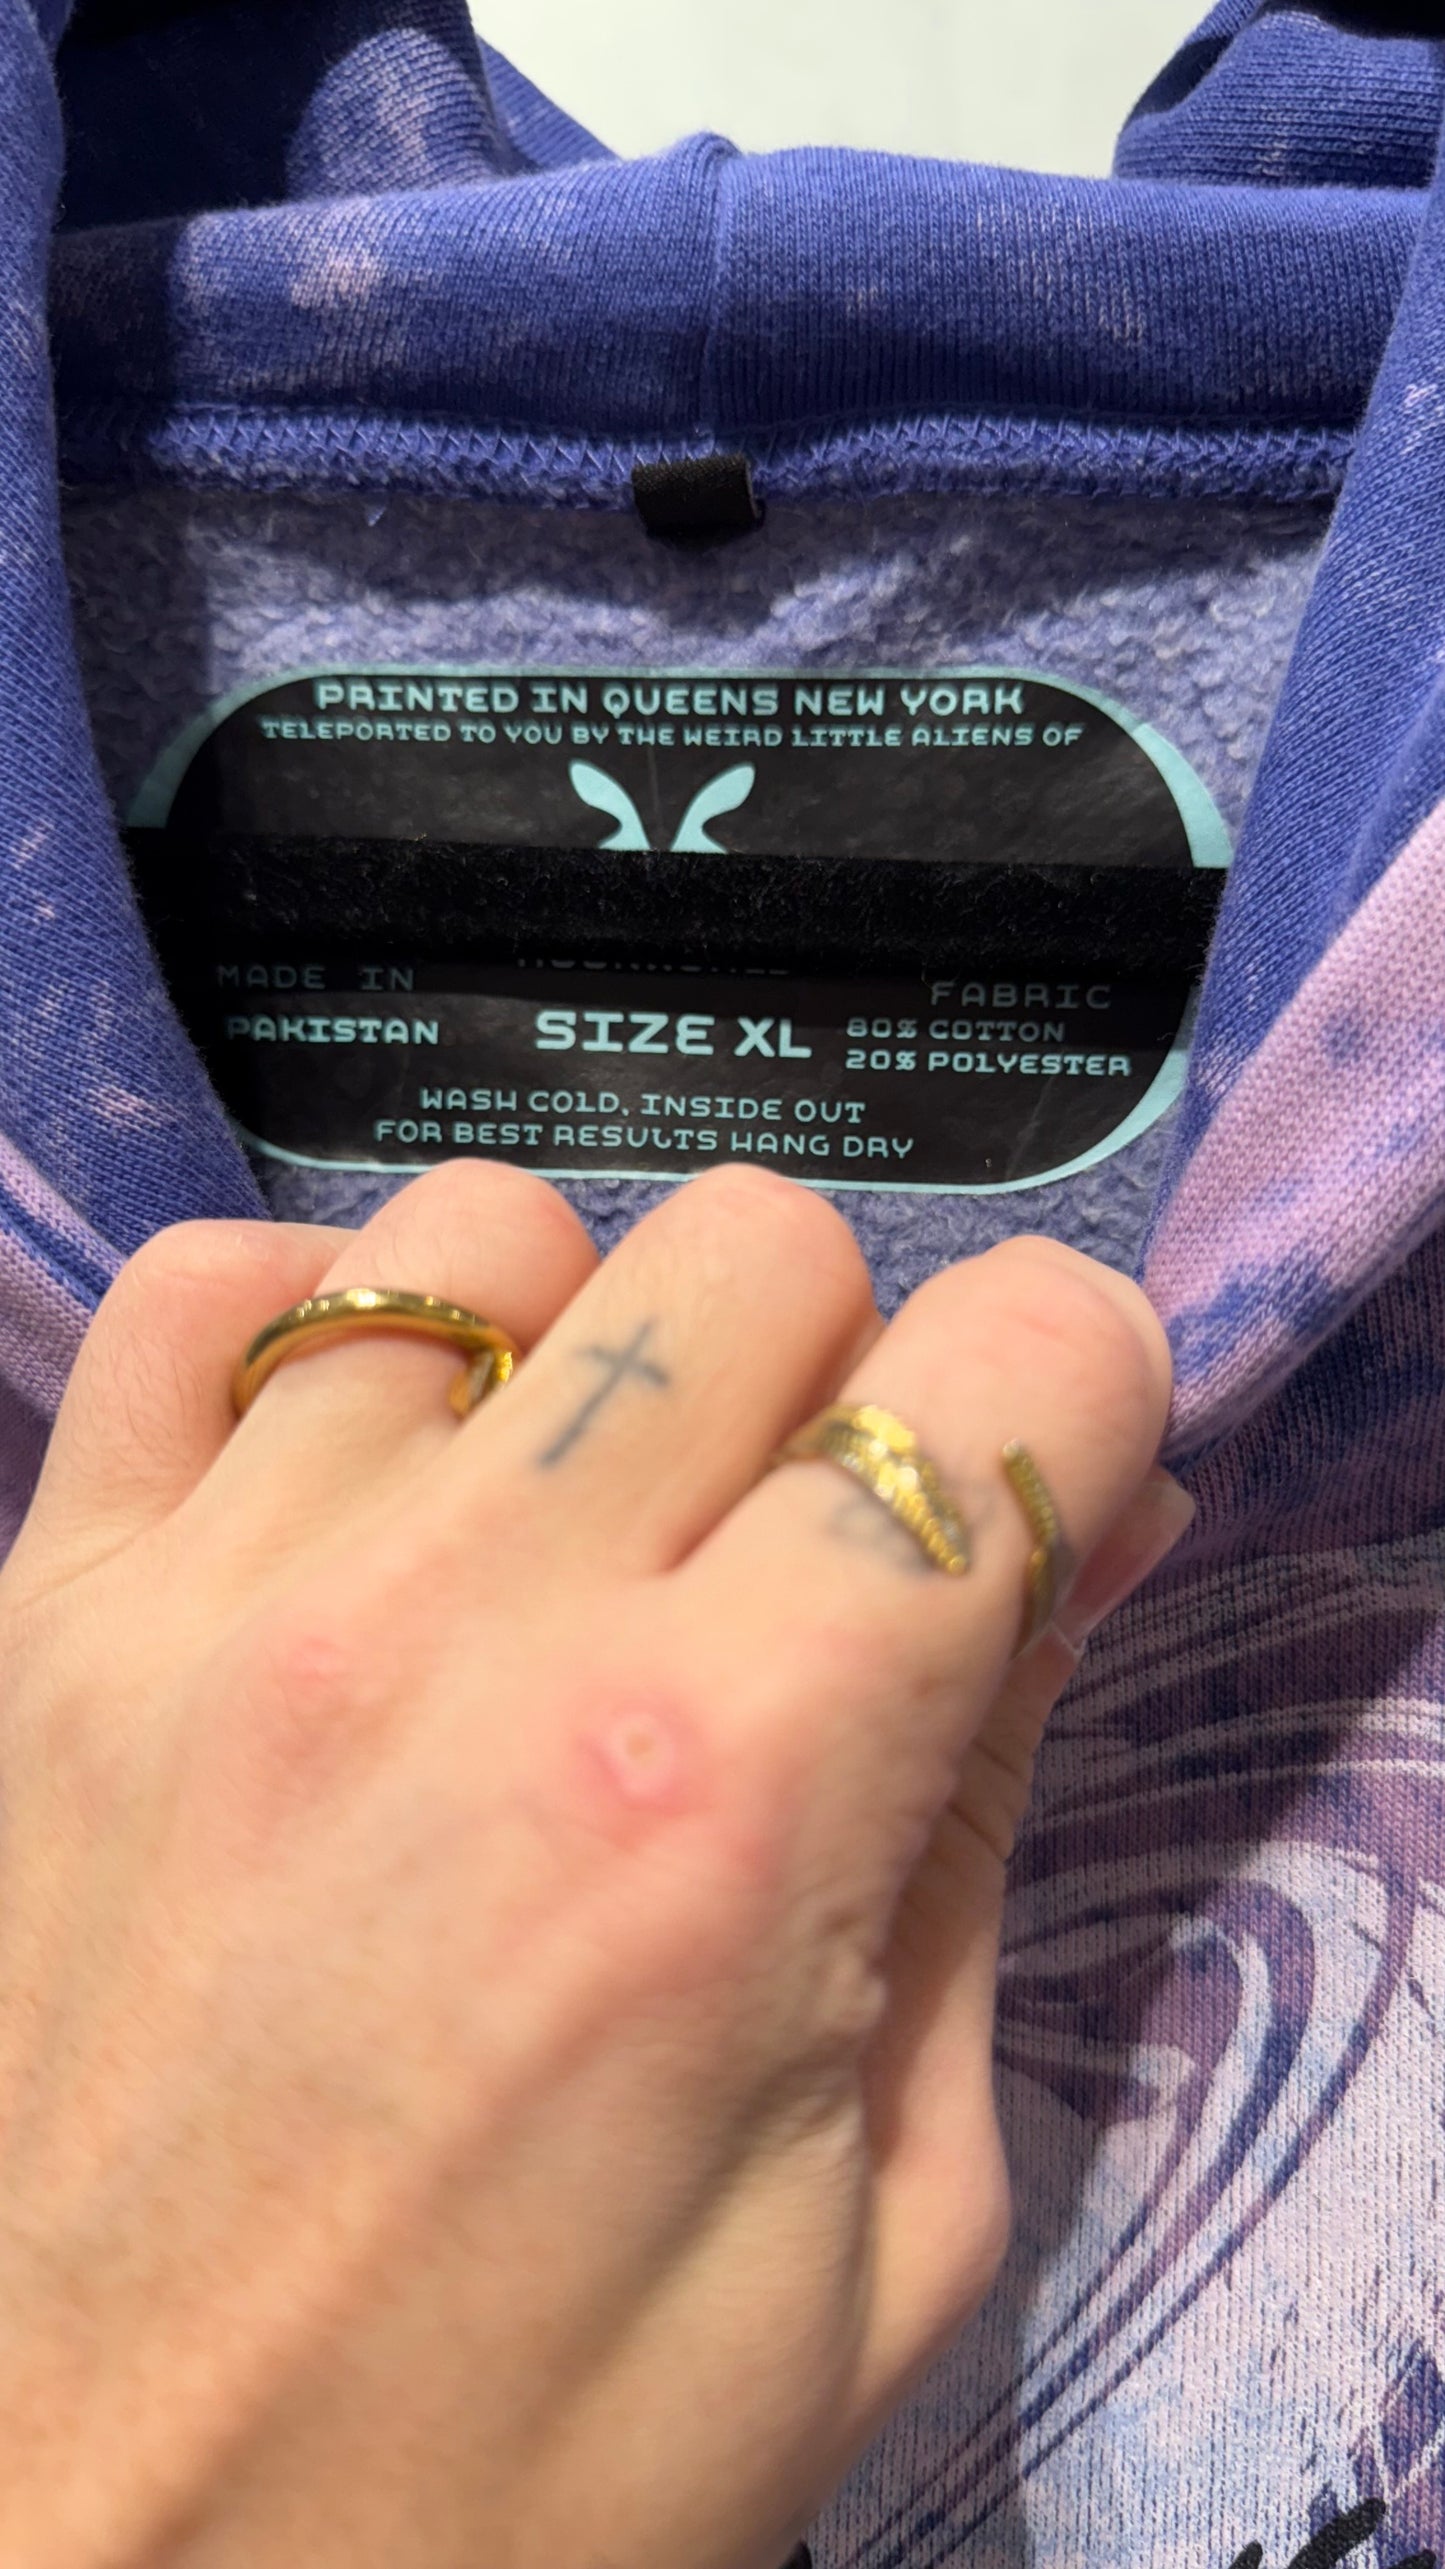 PRINTED IN QUEENS NEW YORK
TELEPORTED TO YOU BY THE WEIRD LITTLE ALIENS OF
MADE IN
PAKISTAN
SIZE XL
FABRIC
80% COTTON
20% POLYESTER
WASH COLD, INSIDE OUT
FOR BEST RESULTS HANG DRY